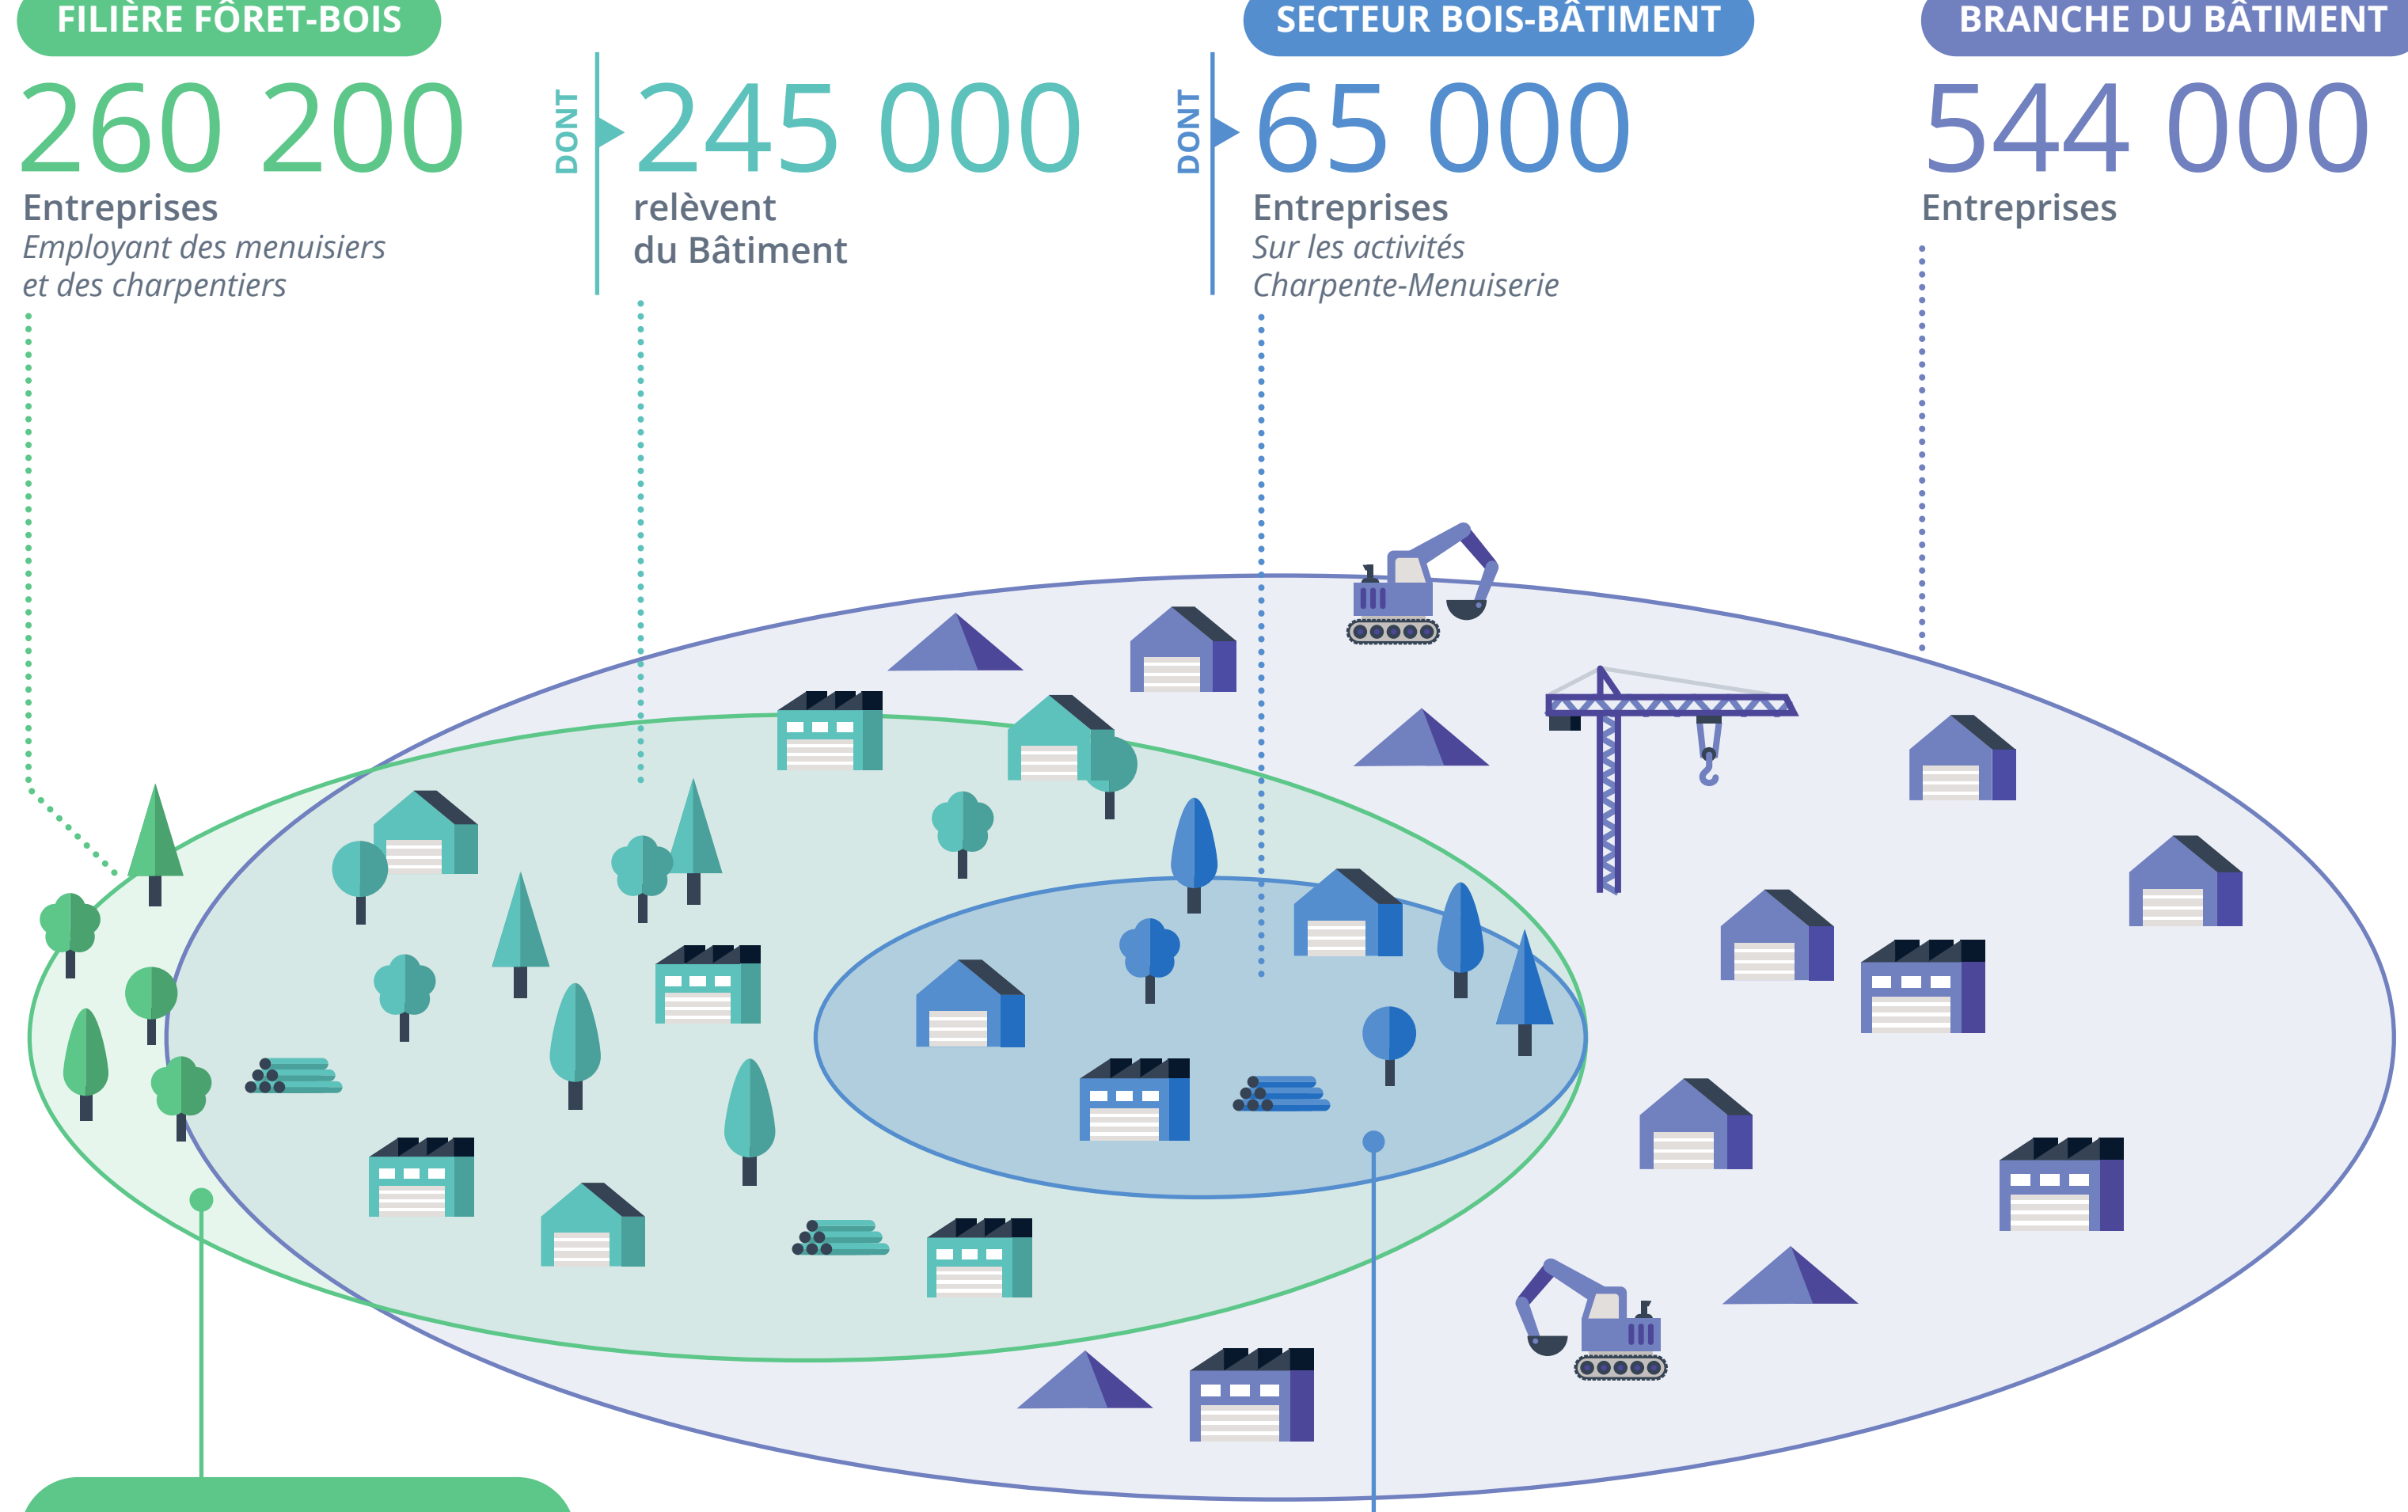 FILIÈRE FÔRET-BOIS
260 200
Entreprises
Employant des menuisiers
et des charpentiers
DONT
245 000
relèvent
du Bâtiment
DONT
SECTEUR BOIS-BÂTIMENT
65 000
Entreprises
Sur les activités
Charpente-Menuiserie
BRANCHE DU BÂTIMENT
544 000
Entreprises